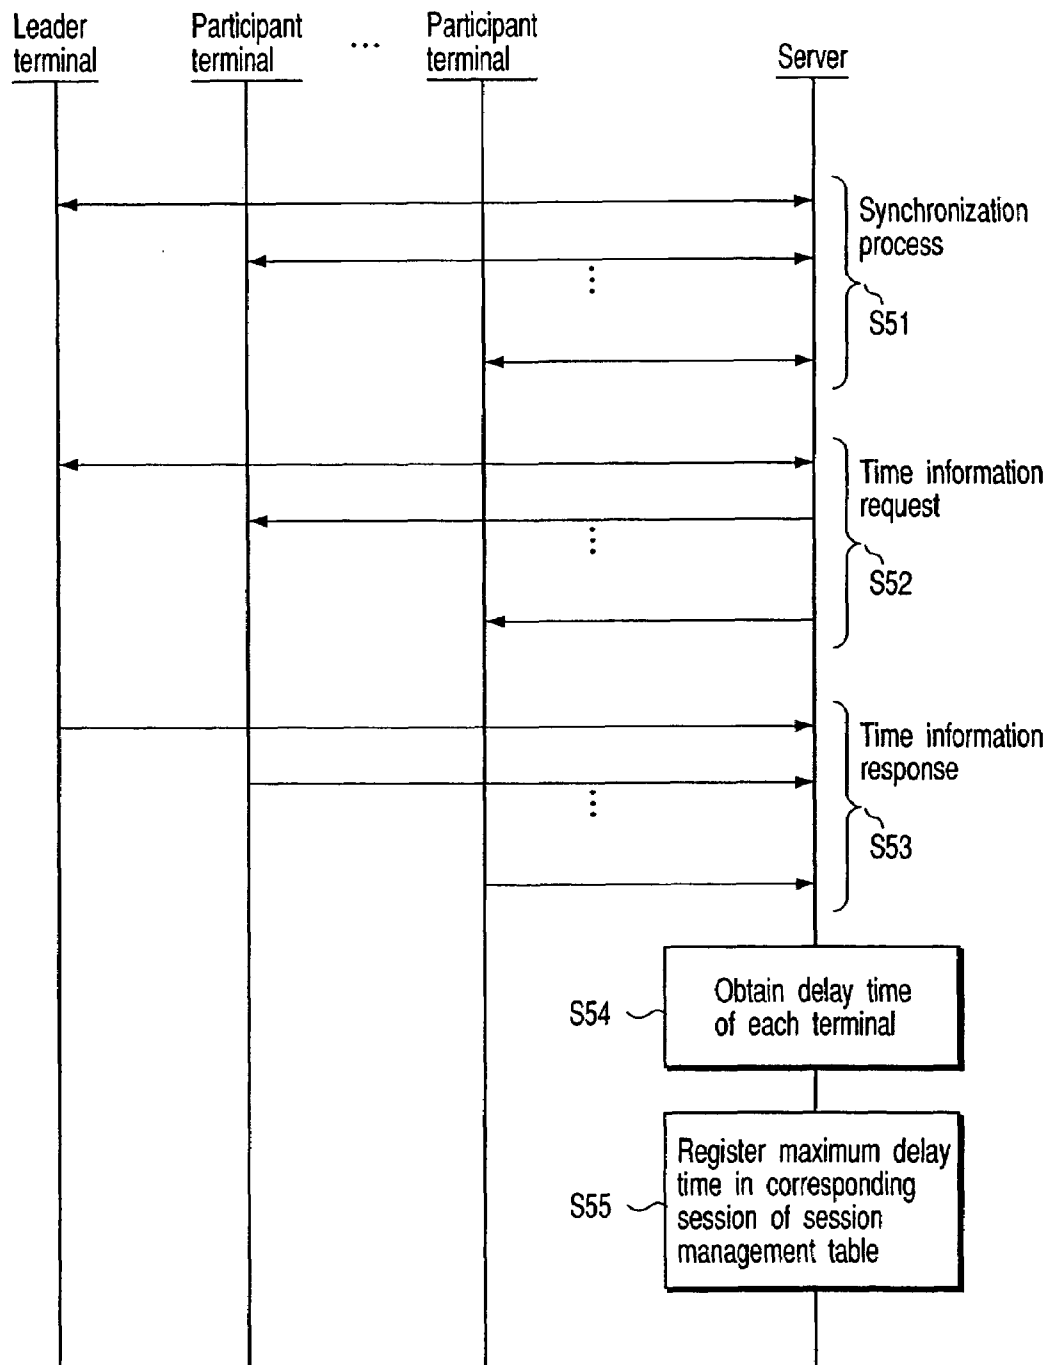 Leader
terminal
Participant
terminal
...
Participant
terminal
Server
Synchronization
process
S51
Time information
request
S52
Time information
response
S53
S54
Obtain delay time
of each terminal
S55
Register maximum delay
time in corresponding
session of session
management table